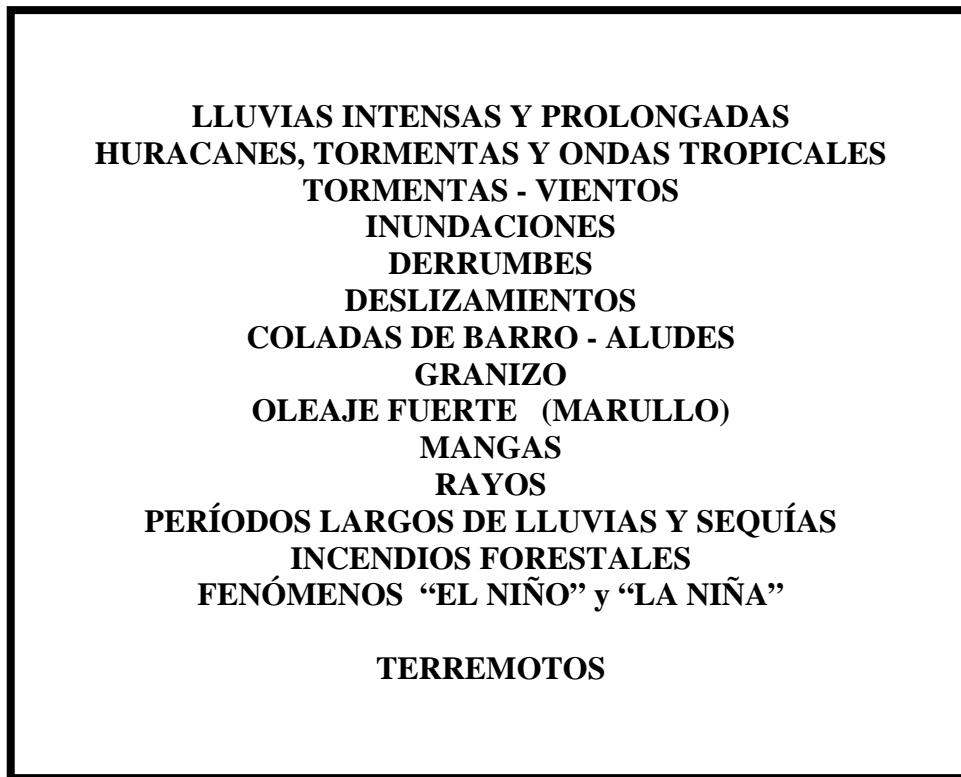 LLUVIAS INTENSAS Y PROLONGADAS
HURACANES, TORMENTAS Y ONDAS TROPICALES
TORMENTAS - VIENTOS
INUNDACIONES
DERRUMBES
DESLIZAMIENTOS
COLADAS DE BARRO - ALUDES
GRANIZO
OLEAJE FUERTE (MARULLO)
MANGAS
RAYOS
PERÍODOS LARGOS DE LLUVIAS Y SEQUÍAS
INCENDIOS FORESTALES
FENÓMENOS “EL NIÑO” y “LA NIÑA”
TERREMOTOS